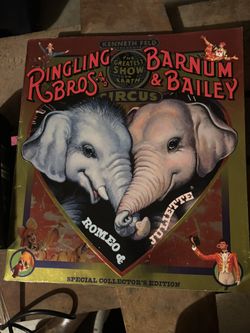 KENNETH FELD
THE
GREATEST
SHOW ON
EARTH
RINGLING
BROS AND
BARNUM
& BAILEY
CIRCUS
ROMEO &
JULIETTE
SPECIAL COLLECTOR'S EDITION